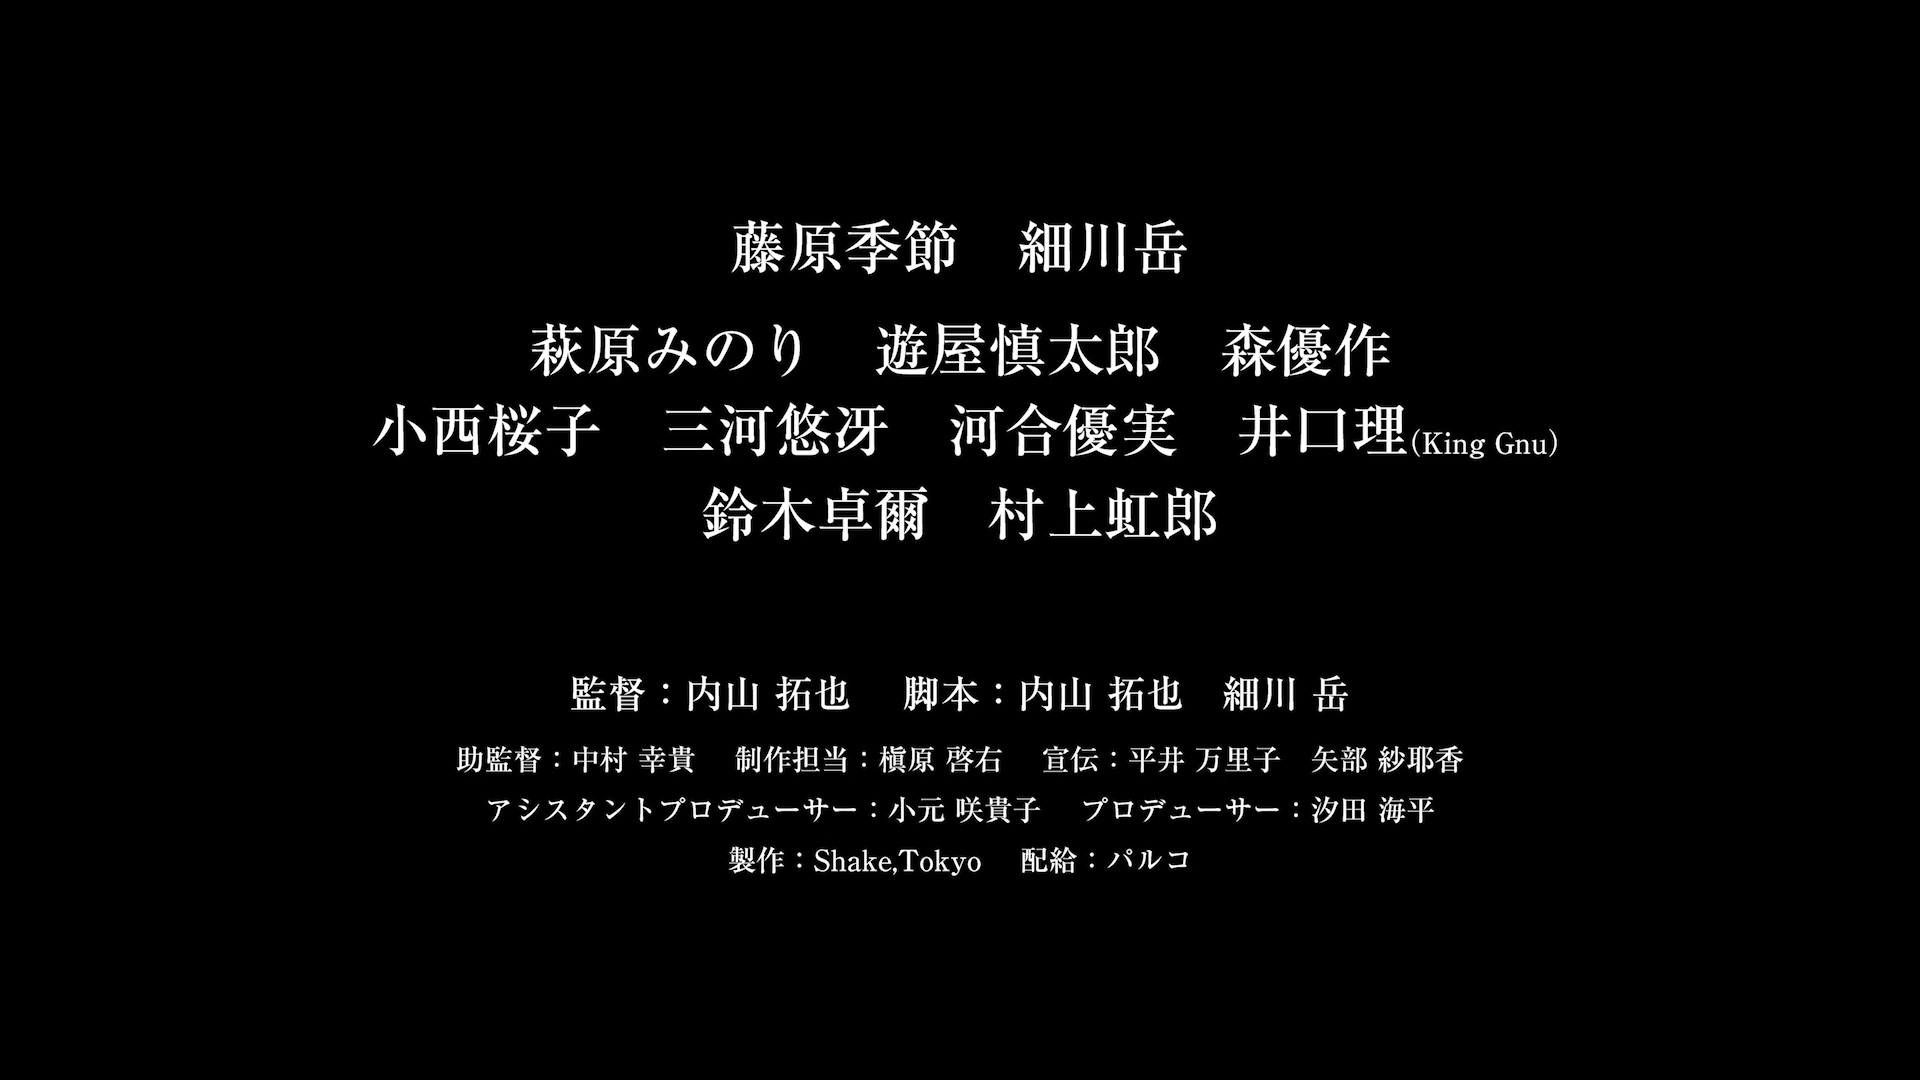 藤原季節　細川岳
萩原みのり　遊屋慎太郎　森優作
小西桜子　三河悠冴　河合優実　井口理(King Gnu)
鈴木卓爾　村上虹郎
監督：内山 拓也　脚本：内山 拓也　細川 岳
助監督：中村 幸貴　制作担当：槇原 啓右　宣伝：平井 万里子　矢部 紗耶香
アシスタントプロデューサー：小元 咲貴子　プロデューサー：汐田 海平
製作：Shake,Tokyo　配給：パルコ